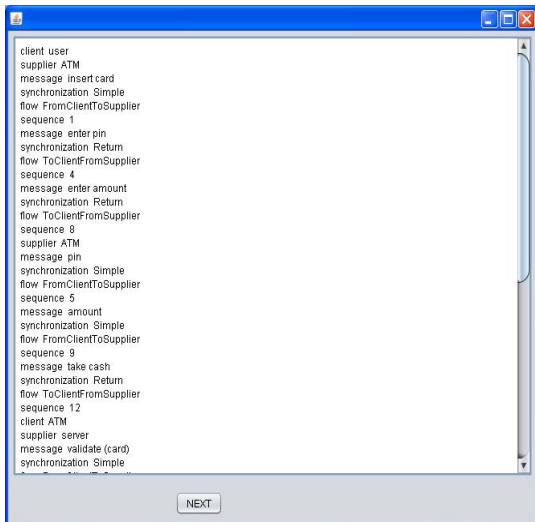 client user
supplier ATM
message insert card
synchronization Simple
flow FromClientToSupplier
sequence 1
message enter pin
synchronization Return
flow ToClientFromSupplier
sequence 4
message enter amount
synchronization Return
flow ToClientFromSupplier
sequence 8
supplier ATM
message pin
synchronization Simple
flow FromClientToSupplier
sequence 5
message amount
synchronization Simple
flow FromClientToSupplier
sequence 9
message take cash
synchronization Return
flow ToClientFromSupplier
sequence 12
client ATM
supplier server
message validate (card)
synchronization Simple
NEXT